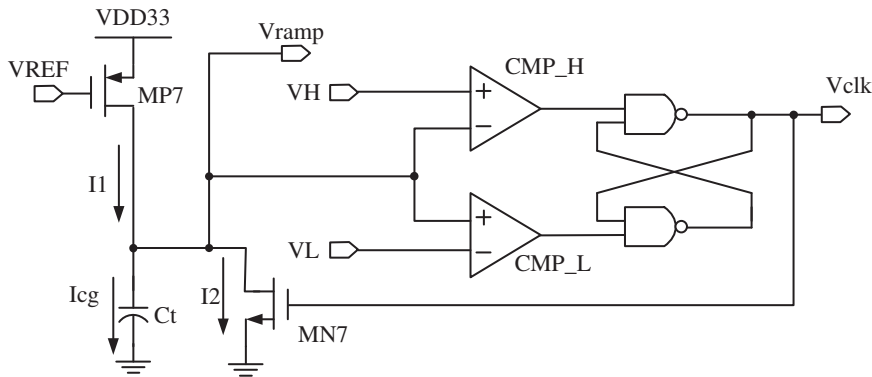 VDD33
Vramp
VREF
MP7
VH
CMP_H
Vclk
+
−
I1
+
−
VL
CMP_L
Icg
Ct
I2
MN7